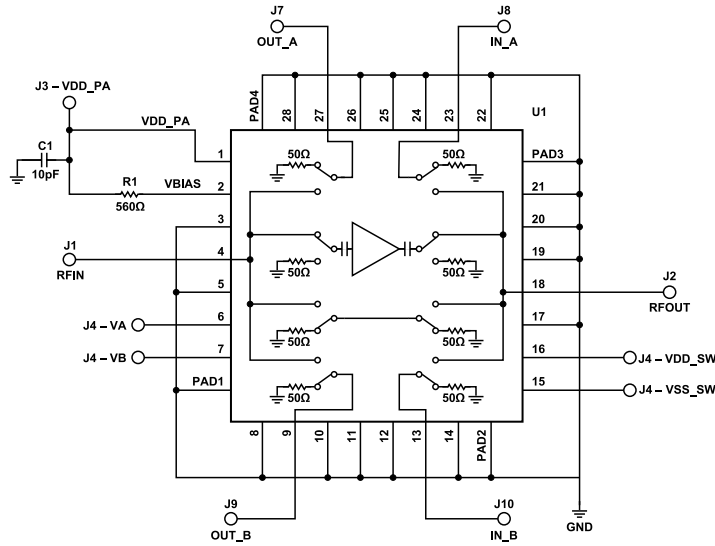 J7
OUT_A
J8
IN_A
J3 – VDD_PA
VDD_PA
C1
10pF
R1
560Ω
VBIAS
PAD4
28
27
26
25
24
23
22
U1
1
2
3
4
5
6
7
PAD1
50Ω
50Ω
50Ω
50Ω
50Ω
50Ω
50Ω
50Ω
PAD3
21
20
19
18
17
16
15
J1
RFIN
J4 – VA
J4 – VB
J2
RFOUT
J4 – VDD_SW
J4 – VSS_SW
8
9
10
11
12
13
14
PAD2
J9
OUT_B
J10
IN_B
GND